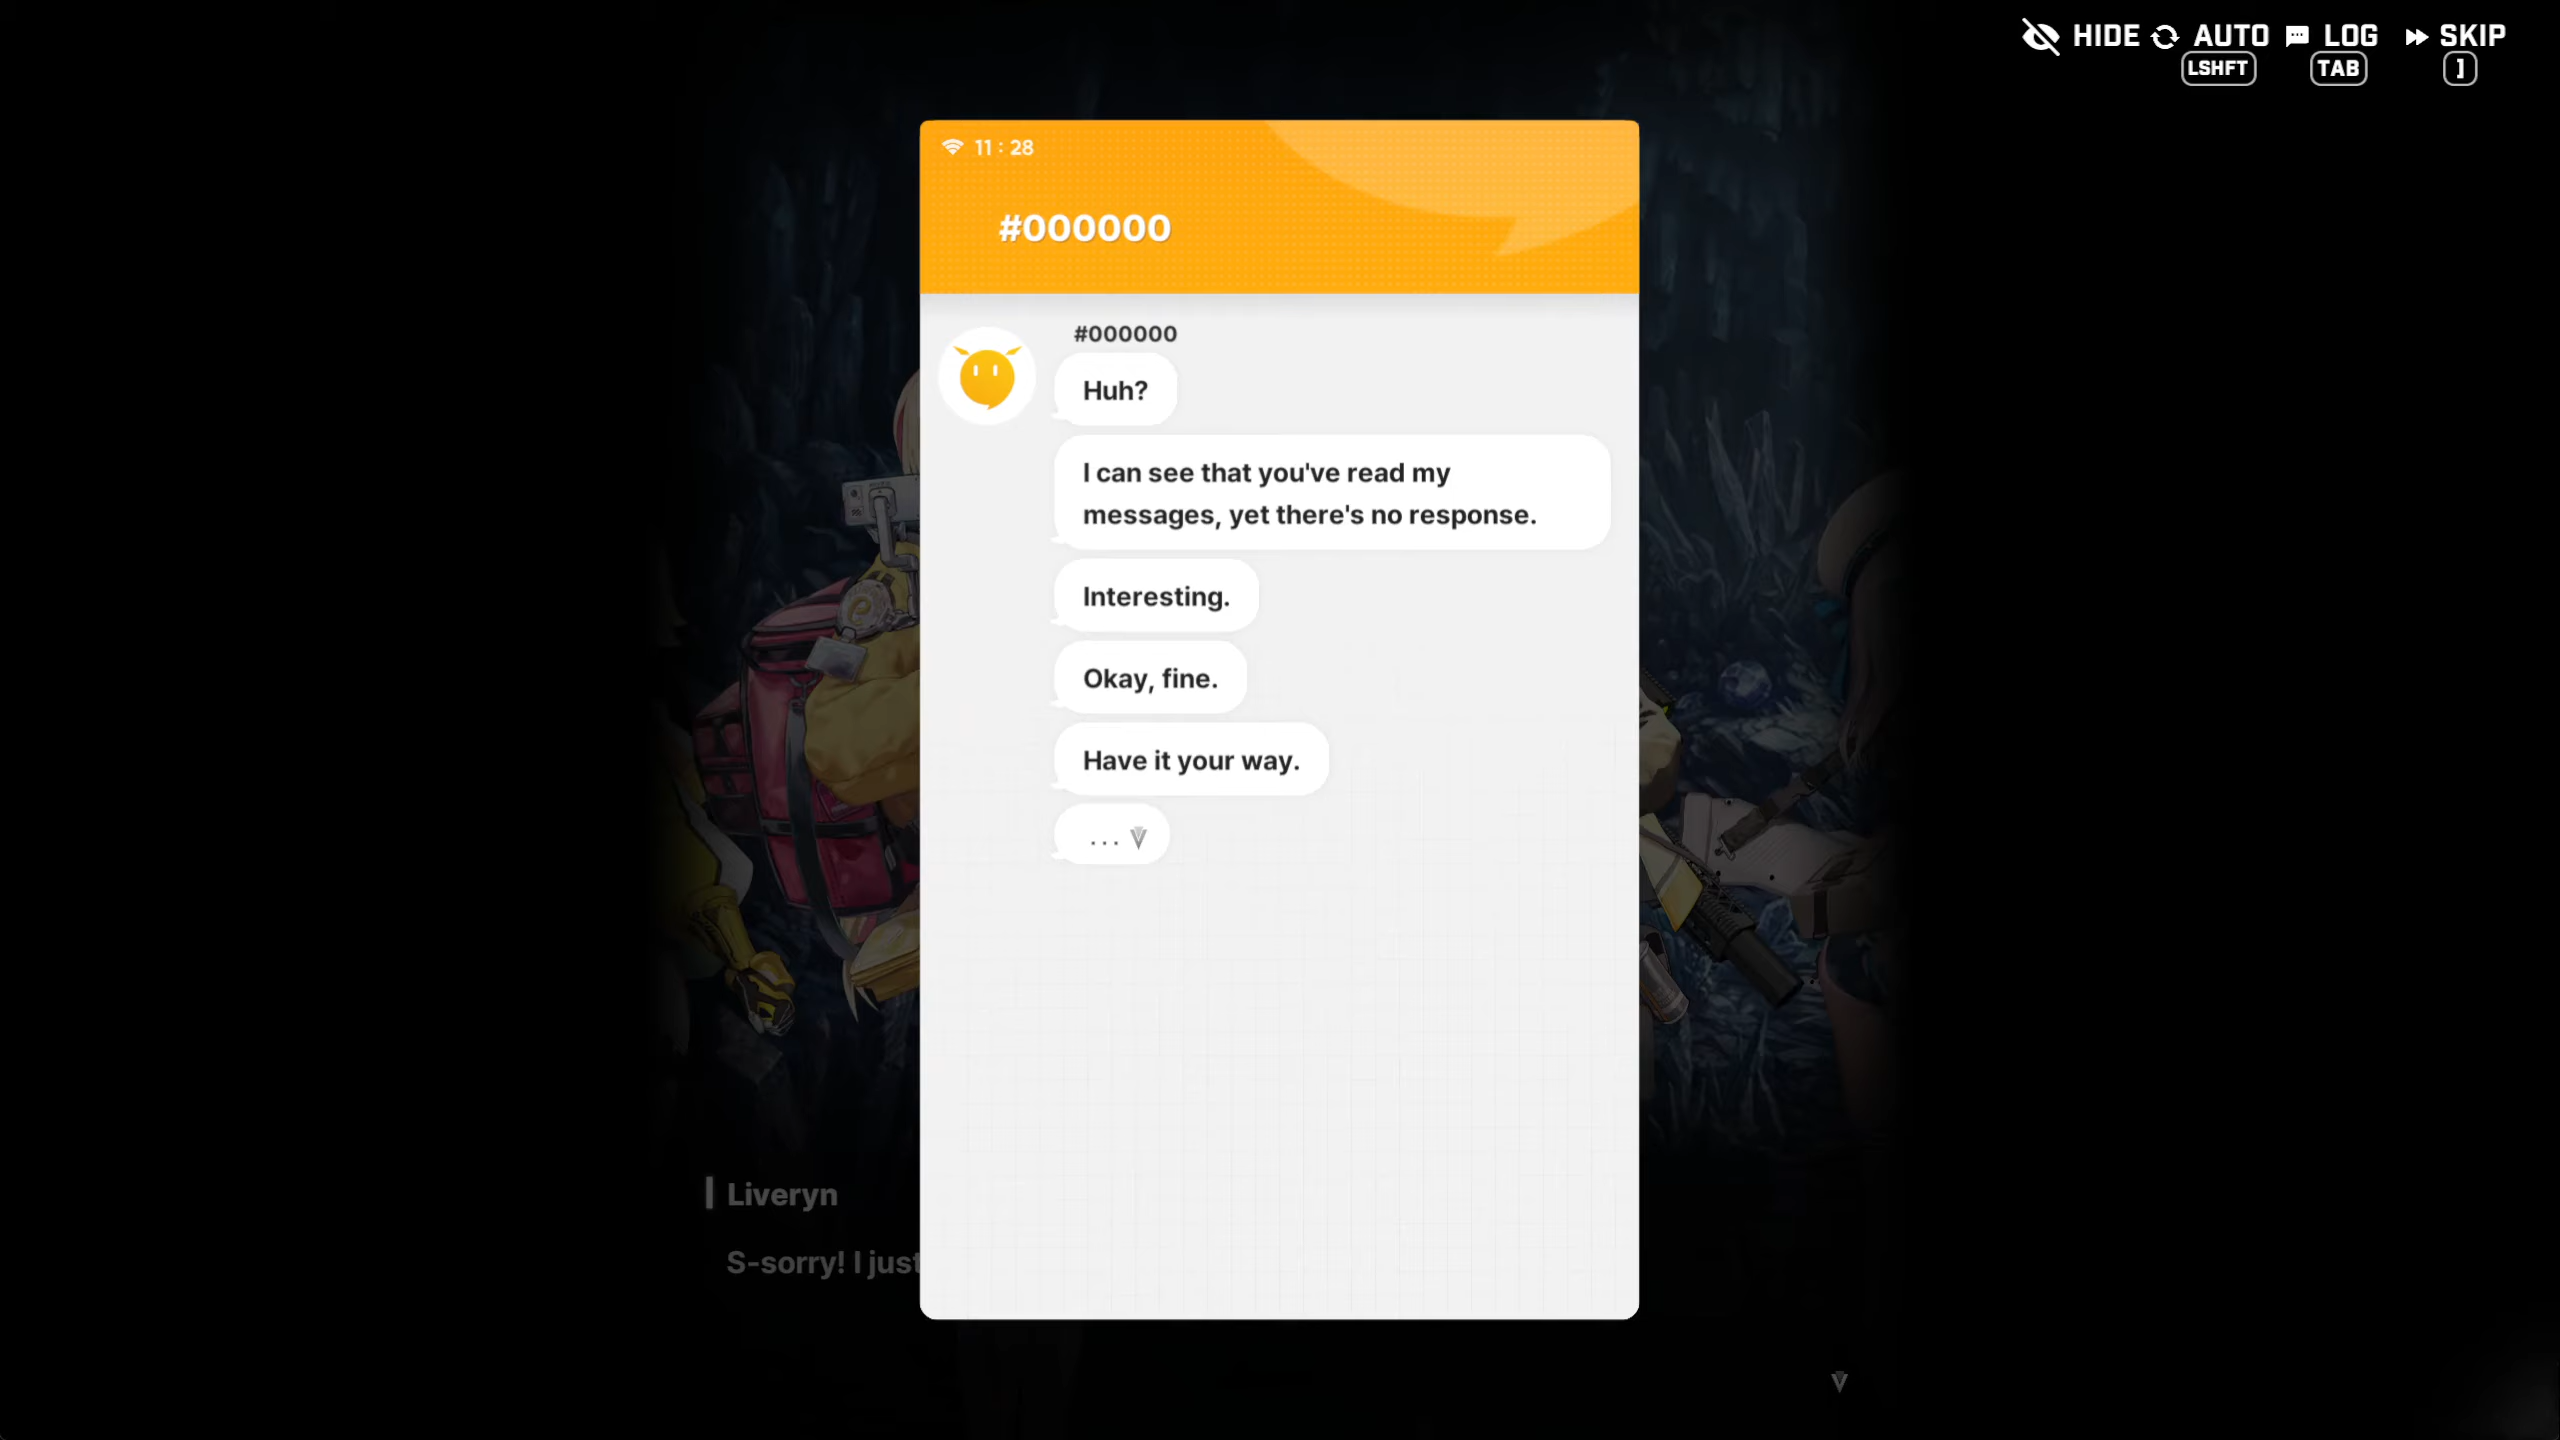 HIDE AUTO LOG SKIP
LSHFT TAB ]
11 : 28
#000000
#000000
Huh?
I can see that you've read my
messages, yet there's no response.
Interesting.
Okay, fine.
Have it your way.
...
Liveryn
S-sorry! I just